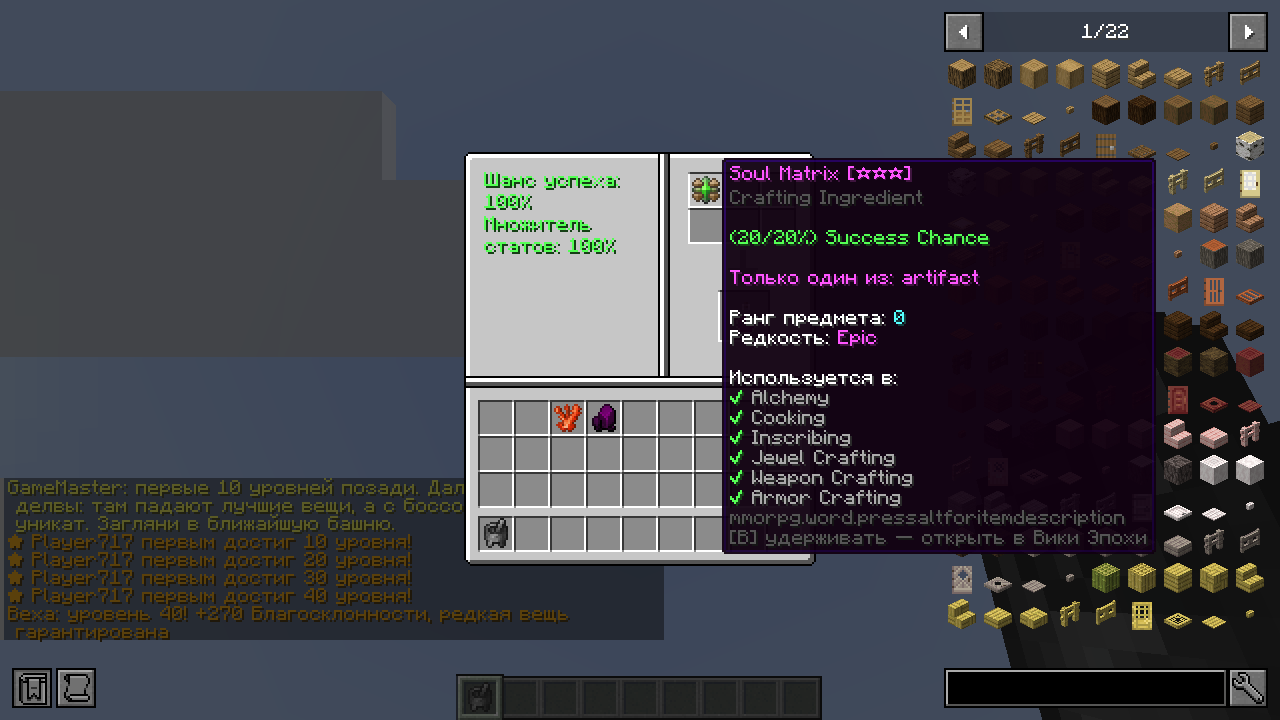 1/22
Шанс успеха:
100%
Множитель
статов: 100%
Soul Matrix [☆☆☆]
Crafting Ingredient
(20/20%) Success Chance
Только один из: artifact
Ранг предмета: 0
Редкость: Epic
Используется в:
✓ Alchemy
✓ Cooking
✓ Inscribing
✓ Jewel Crafting
✓ Weapon Crafting
✓ Armor Crafting
mmorpg.word.pressaltforitemdescription
[B] удерживать — открыть в Вики Эпохи
GameMaster: первые 10 уровней позади. Дал
делвы: там падают лучшие вещи, а с боссо
уникат. Загляни в ближайшую башню.
★ Player717 первым достиг 10 уровня!
★ Player717 первым достиг 20 уровня!
★ Player717 первым достиг 30 уровня!
★ Player717 первым достиг 40 уровня!
Веха: уровень 40! +270 Благосклонности, редкая вещь
гарантирована